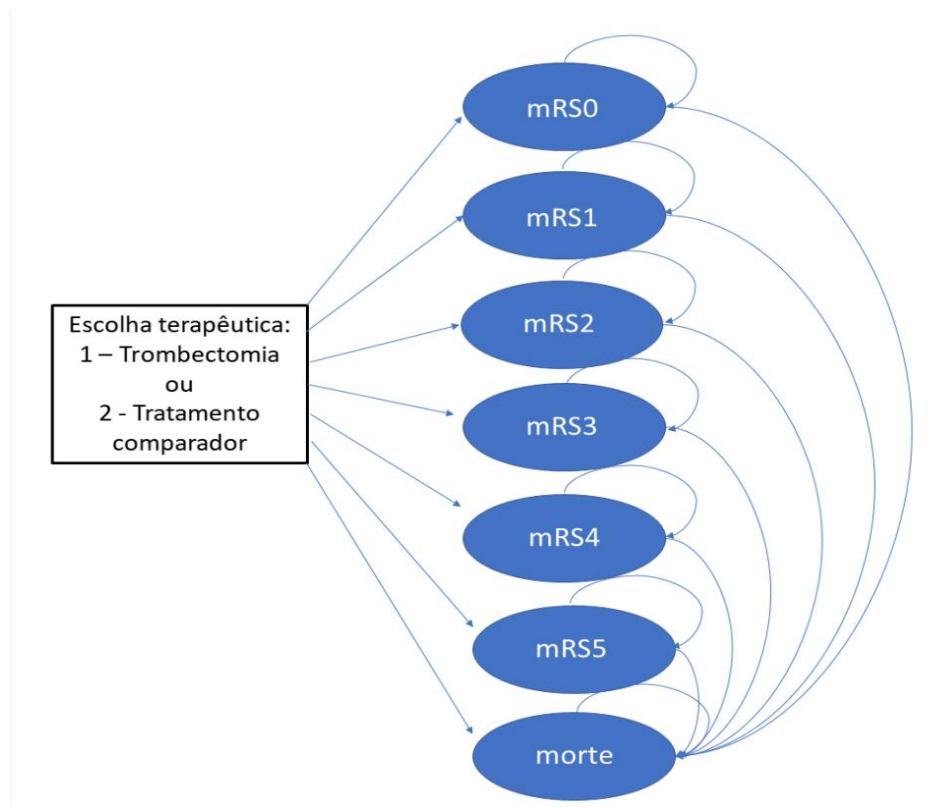 mRS0
mRS1
mRS2
mRS3
mRS4
mRS5
morte
Escolha terapêutica:
1 – Trombectomia
ou
2 - Tratamento
comparador